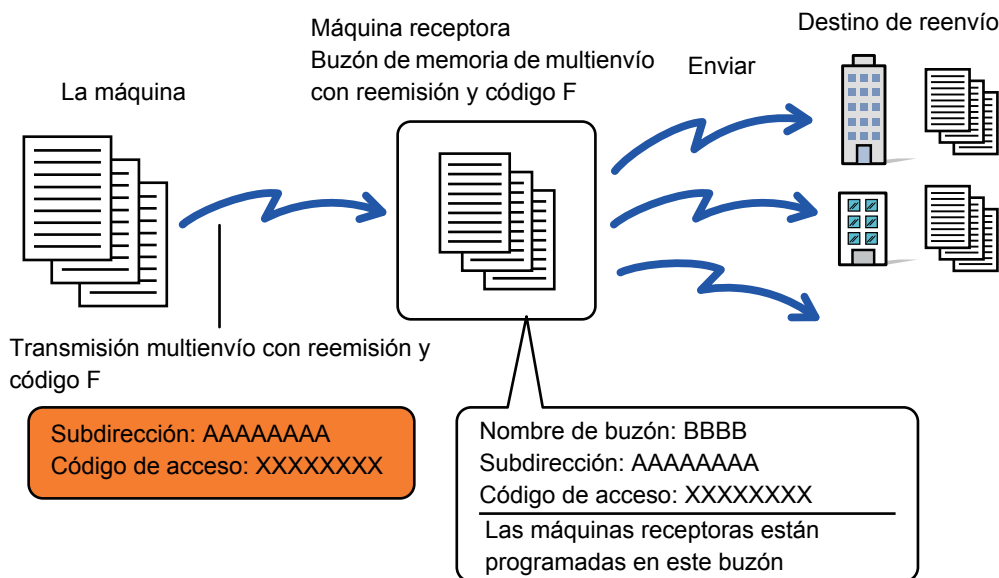 Destino de reenvío
Máquina receptora
Buzón de memoria de multienvío
con reemisión y código F
Enviar
La máquina
Transmisión multienvío con reemisión y
código F
Subdirección: AAAAAAAA
Código de acceso: XXXXXXXX
Nombre de buzón: BBBB
Subdirección: AAAAAAAA
Código de acceso: XXXXXXXX
Las máquinas receptoras están
programadas en este buzón